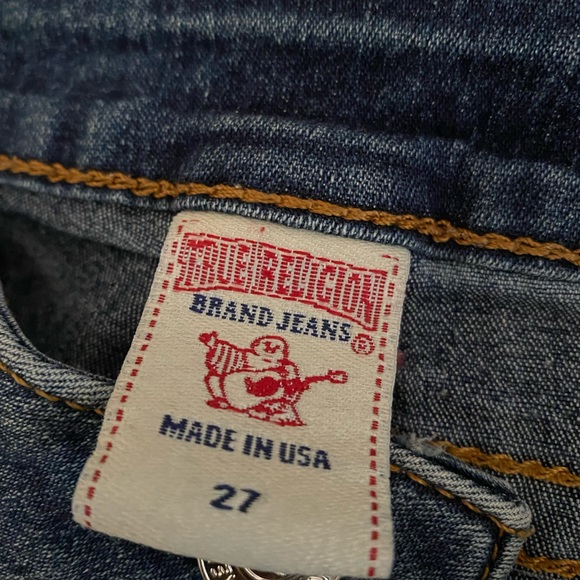 TRUE RELIGION
BRAND JEANS ®
MADE IN USA
27